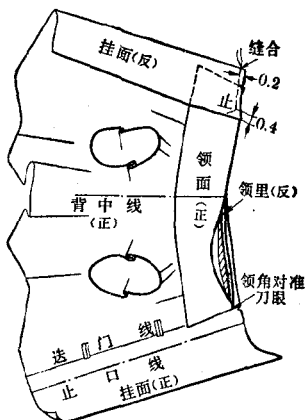 挂面(反)
缝合
0.2
止
0.4
领面(正)
领里(反)
背中线
(正)
领角对准
刀眼
迭门线
止口线
挂面(正)